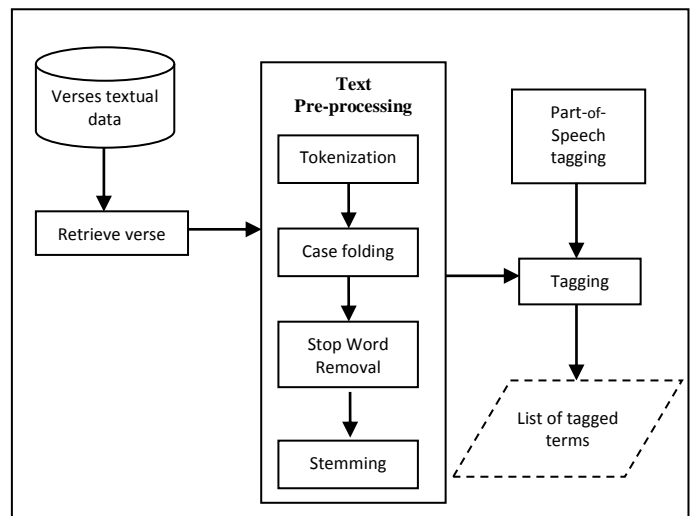 Verses textual
data
Retrieve verse
Text
Pre-processing
Tokenization
Case folding
Stop Word
Removal
Stemming
Part-of-
Speech
tagging
Tagging
List of tagged
terms